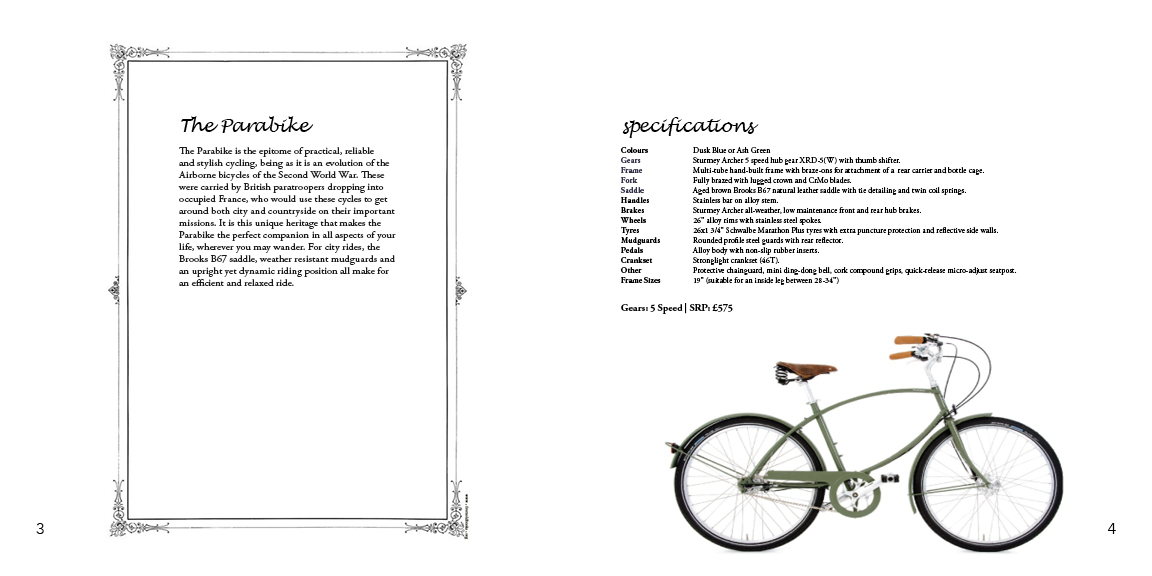 The Parabike
The Parabike is the epitome of practical, reliable
and stylish cycling, being as it is an evolution of the
Airborne bicycles of the Second World War. These
were carried by British paratroopers dropping into
occupied France, who would use these cycles to get
around both city and countryside on their important
missions. It is this unique heritage that makes the
Parabike the perfect companion in all aspects of your
life, wherever you may wander. For city rides, the
Brooks B67 saddle, weather resistant mudguards and
an upright yet dynamic riding position all make for
an efficient and relaxed ride.
3
specifications
Colours Dusk Blue or Ash Green
Gears Sturmey Archer 5 speed hub gear XRD-5(W) with thumb shifter.
Frame Multi-tube hand-built frame with braze-ons for attachment of a rear carrier and bottle cage.
Fork Fully brazed with lugged crown and CrMo blades.
Saddle Aged brown Brooks B67 natural leather saddle with tie detailing and twin coil springs.
Handles Stainless bar on alloy stem.
Brakes Sturmey Archer all-weather, low maintenance front and rear hub brakes.
Wheels 26" alloy rims with stainless steel spokes.
Tyres 26x1 3/4" Schwalbe Marathon Plus tyres with extra puncture protection and reflective side walls.
Mudguards Rounded profile steel guards with rear reflector.
Pedals Alloy body with non-slip rubber inserts.
Crankset Stronglight crankset (46T).
Other Protective chainguard, mini ding-dong bell, cork compound grips, quick-release micro-adjust seatpost.
Frame Sizes 19" (suitable for an inside leg between 28-34")
Gears: 5 Speed | SRP: £575
4